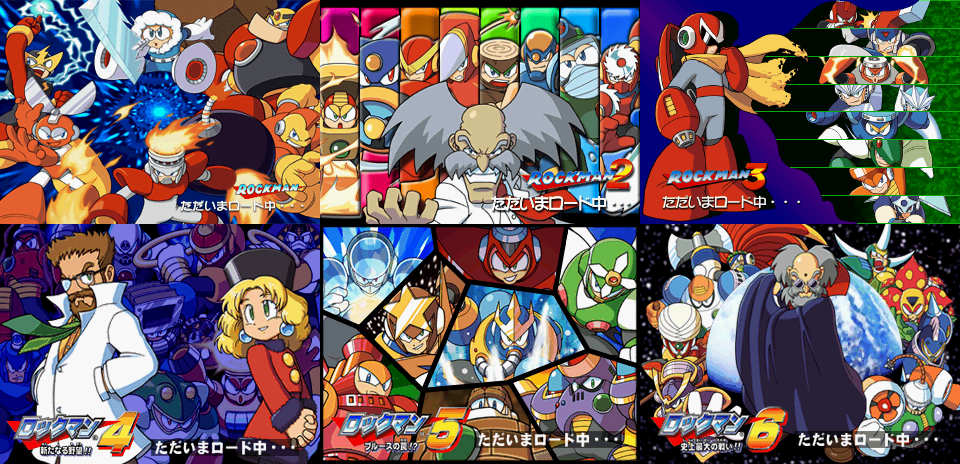 ROCKMAN
ただいまロード中・・・
ROCKMAN 2
ただいまロード中・・・
ROCKMAN 3
ただいまロード中・・・
ロックマン4
新たなる野望!!
ただいまロード中・・・
ロックマン5
ブルースの罠!?
ただいまロード中・・・
ロックマン6
史上最大の戦い!!
ただいまロード中・・・